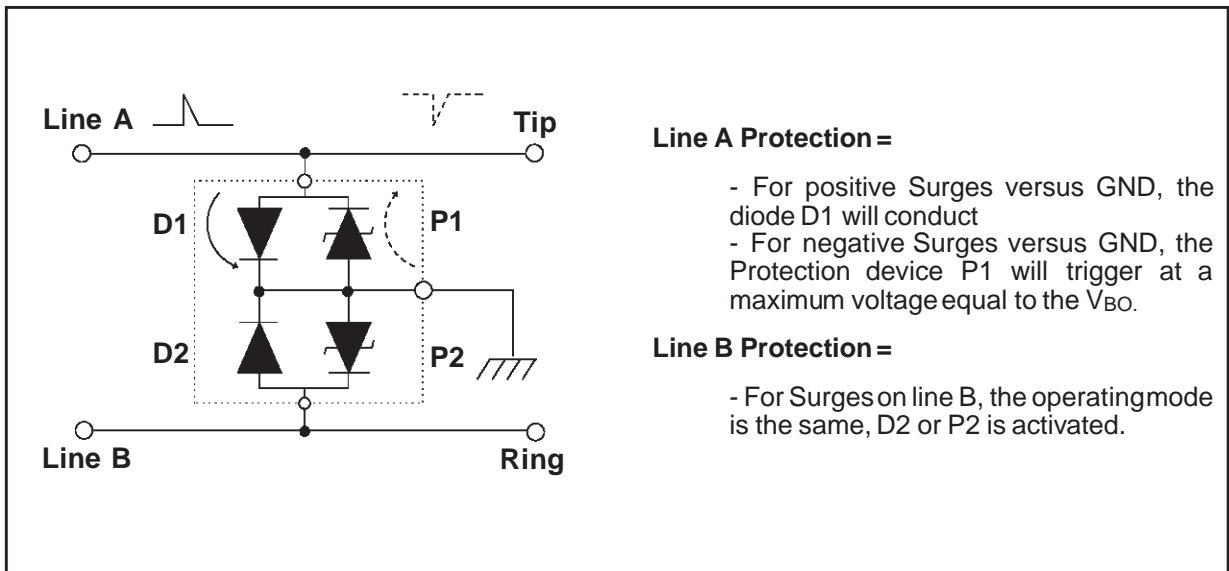 Line A
Tip
D1
P1
D2
P2
Line B
Ring
Line A Protection =
- For positive Surges versus GND, the
diode D1 will conduct
- For negative Surges versus GND, the
Protection device P1 will trigger at a
maximum voltage equal to the VBO.
Line B Protection =
- For Surges on line B, the operating mode
is the same, D2 or P2 is activated.